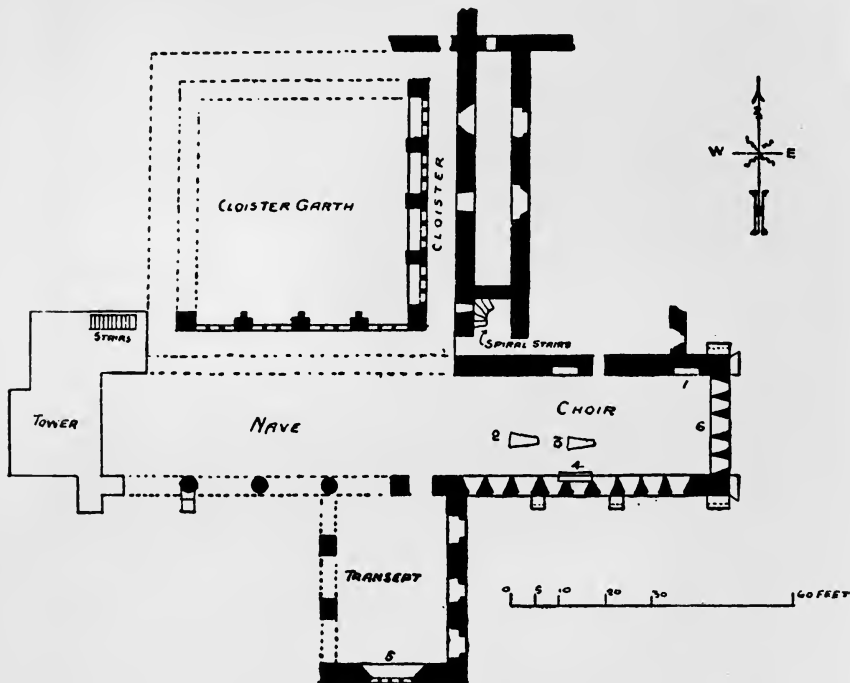 W E
CLOISTER GARTH
CLOISTER
STAIRS
SPIRAL STAIRS
1
TOWER
NAVE
CHOIR
6
2
3
4
TRANSEPT
5
0 5 10 20 30 60 FEET